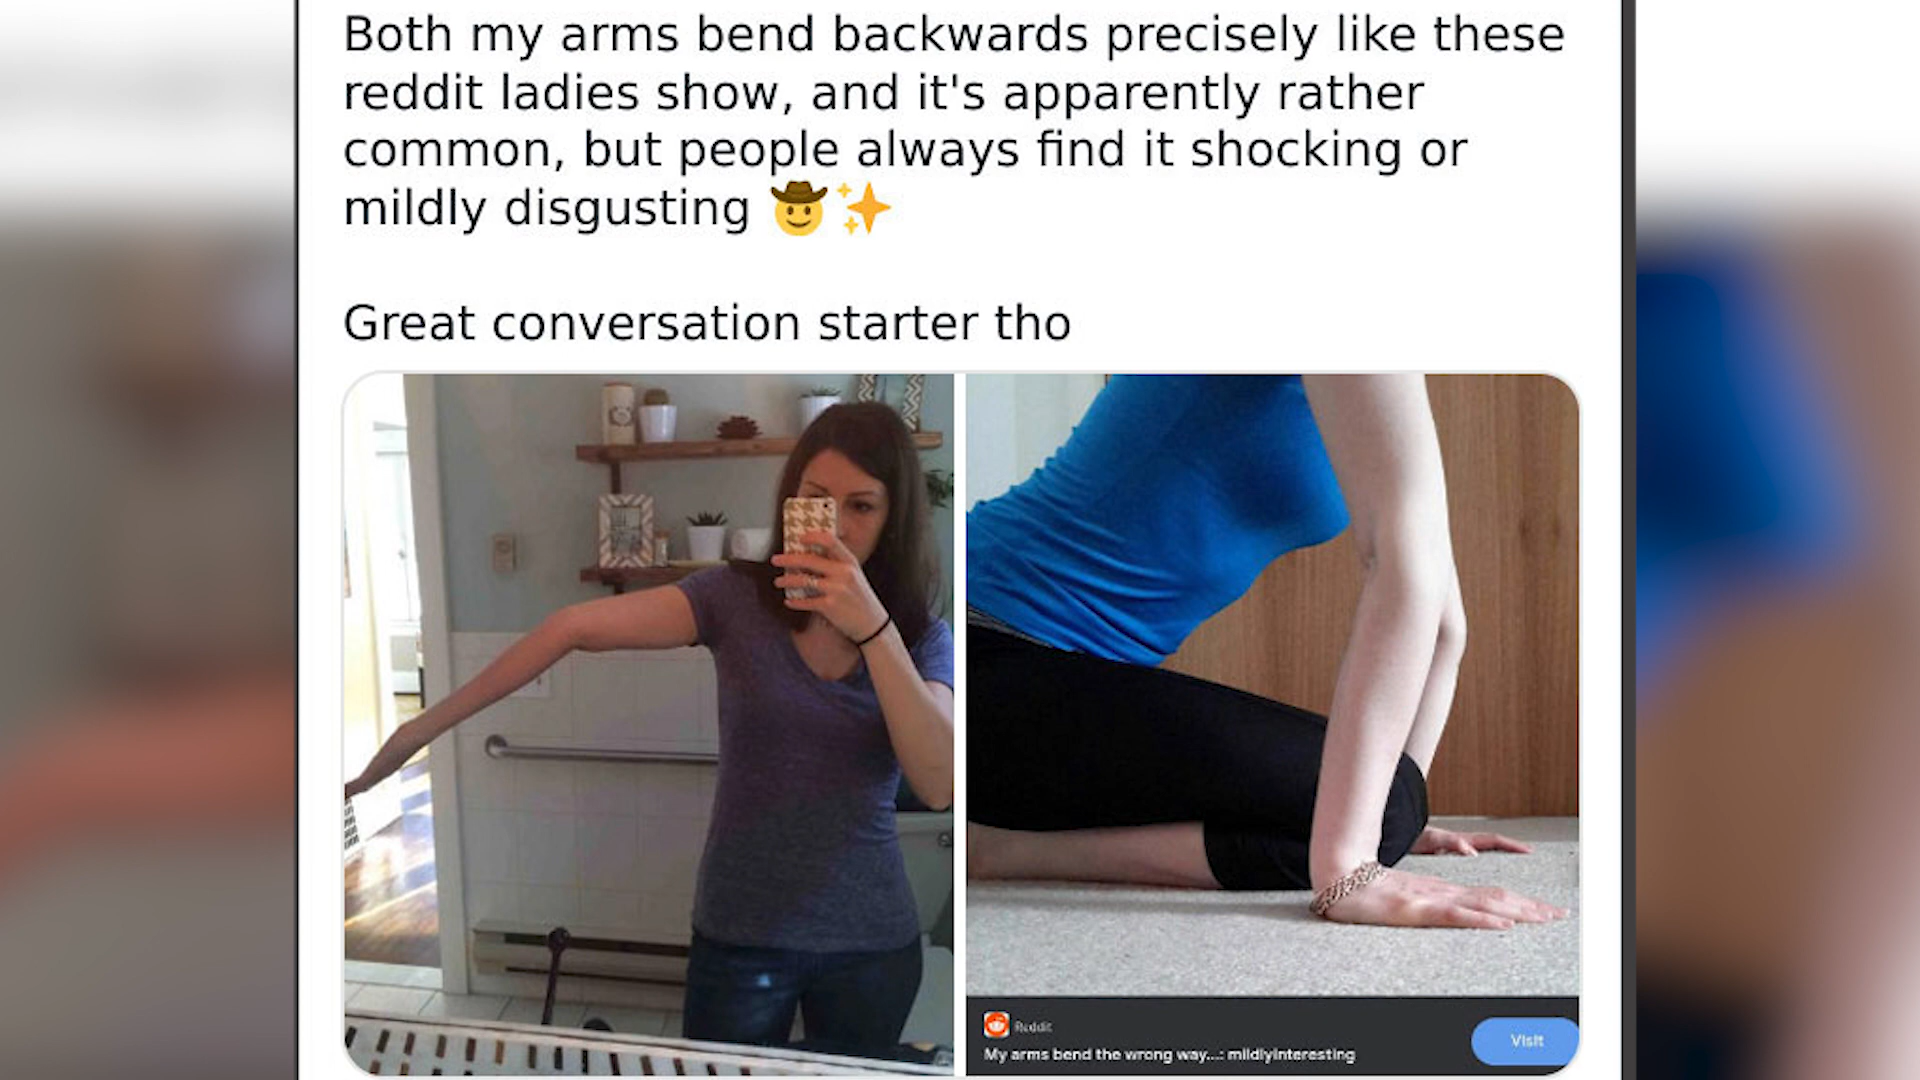 Both my arms bend backwards precisely like these
reddit ladies show, and it's apparently rather
common, but people always find it shocking or
mildly disgusting 🤠✨
Great conversation starter tho
Reddit
My arms bend the wrong way...: mildlyinteresting
Visit